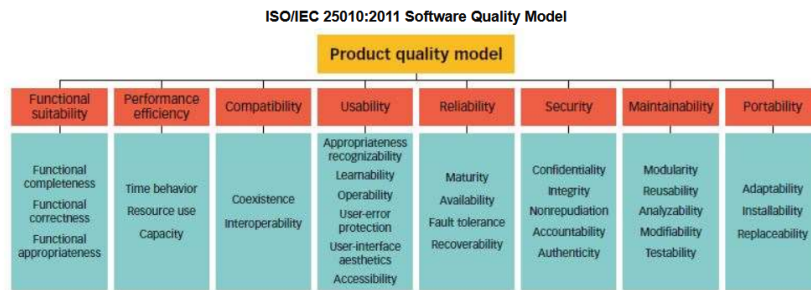 ISO/IEC 25010:2011 Software Quality Model
Product quality model
Functional
suitability
Performance
efficiency
Compatibility
Usability
Reliability
Security
Maintainability
Portability
Functional
completeness
Functional
correctness
Functional
appropriateness
Time behavior
Resource use
Capacity
Coexistence
Interoperability
Appropriateness
recognizability
Learnability
Operability
User-error
protection
User-interface
aesthetics
Accessibility
Maturity
Availability
Fault tolerance
Recoverability
Confidentiality
Integrity
Nonrepudiation
Accountability
Authenticity
Modularity
Reusability
Analyzability
Modifiability
Testability
Adaptability
Installability
Replaceability